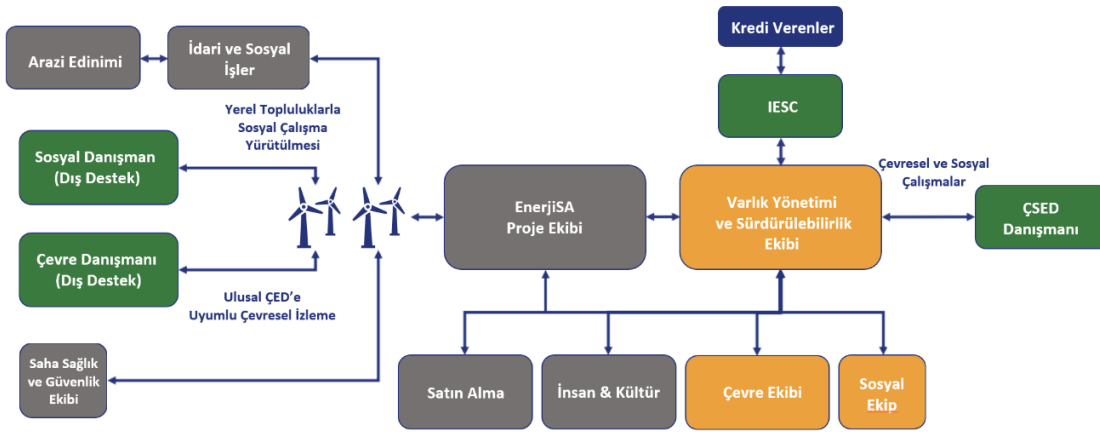 Kredi Verenler
Arazi Edinimi
İdari ve Sosyal
İşler
IESC
Yerel Topluluklarla
Sosyal Çalışma
Yürütülmesi
Sosyal Danışman
(Dış Destek)
EnerjiSA
Proje Ekibi
Varlık Yönetimi
ve Sürdürülebilirlik
Ekibi
Çevresel ve Sosyal
Çalışmalar
ÇSED
Danışmanı
Çevre Danışmanı
(Dış Destek)
Ulusal ÇED’e
Uyumlu Çevresel İzleme
Saha Sağlık
ve Güvenlik
Ekibi
Satın Alma
İnsan & Kültür
Çevre Ekibi
Sosyal
Ekip